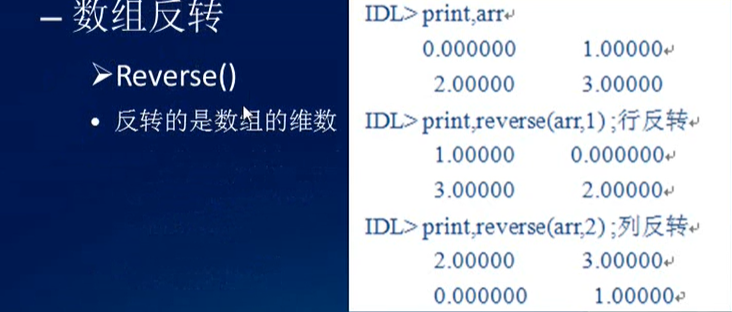 – 数组反转
➢Reverse()
• 反转的是数组的维数
IDL> print,arr↵
0.000000 1.00000↵
2.00000 3.00000
IDL> print,reverse(arr,1) ;行反转↵
1.00000 0.000000↵
3.00000 2.00000↵
IDL> print,reverse(arr,2) ;列反转↵
2.00000 3.00000↵
0.000000 1.00000↵